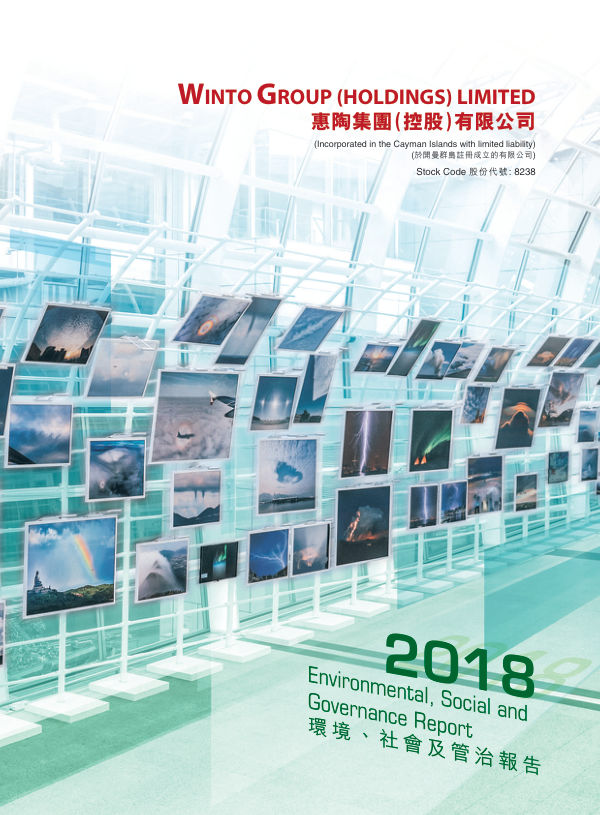 WINTO GROUP (HOLDINGS) LIMITED
惠陶集團(控股)有限公司
(Incorporated in the Cayman Islands with limited liability)
(於開曼群島註冊成立的有限公司)
Stock Code 股份代號: 8238
2018
Environmental, Social and
Governance Report
環境、社會及管治報告